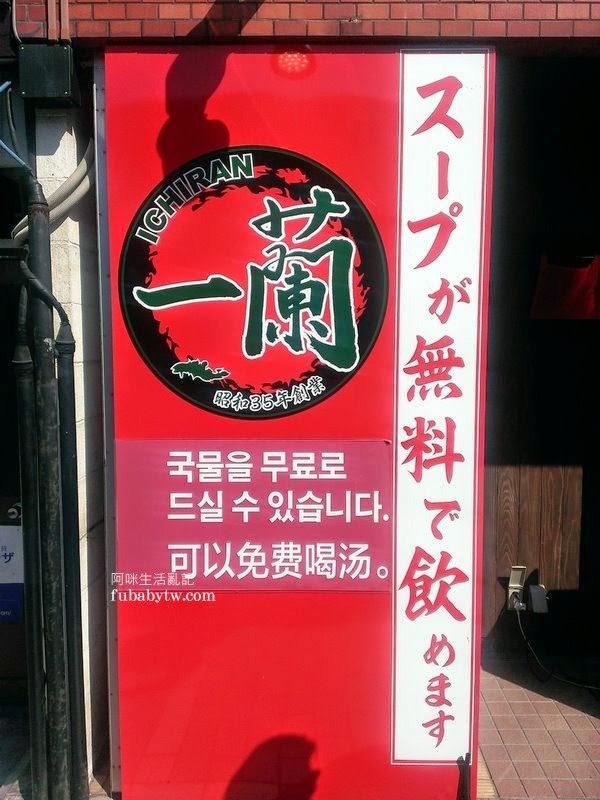 ICHIRAN
一蘭
昭和35年創業
국물을 무료로
드실 수 있습니다.
可以免费喝汤。
スープが無料で飲めます
阿咪生活亂記
fubabytw.com